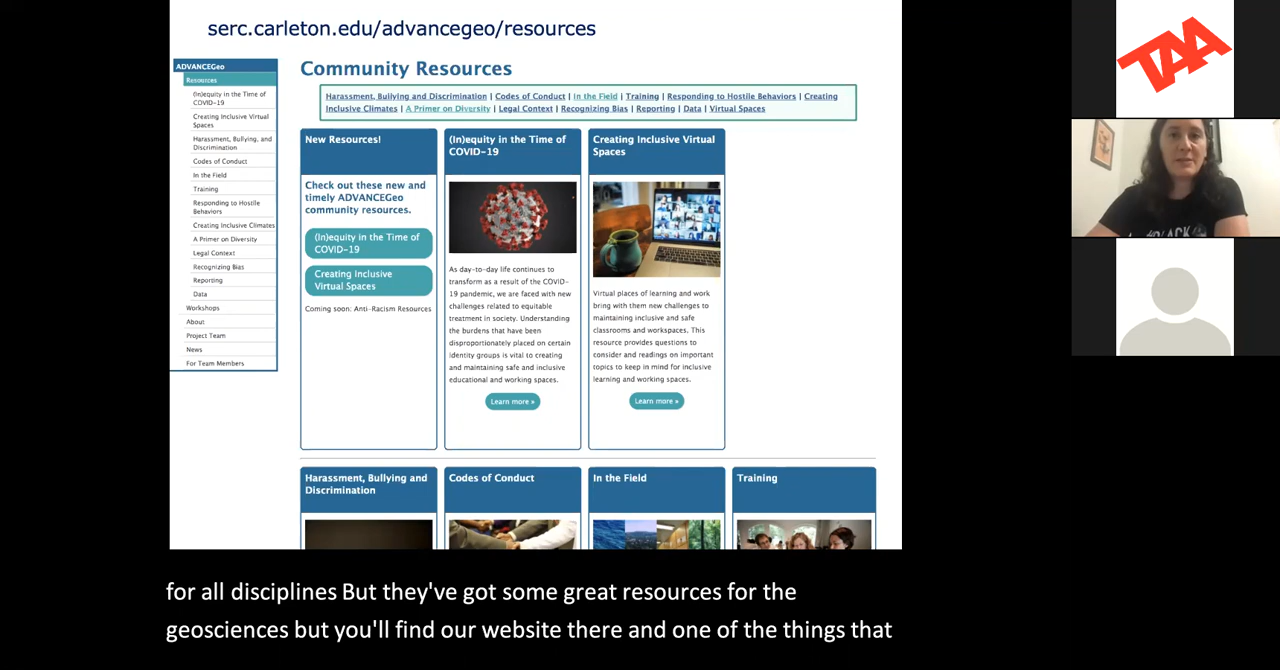 serc.carleton.edu/advancegeo/resources
ADVANCEGeo
Resources
(In)equity in the Time of
COVID-19
Creating Inclusive Virtual
Spaces
Harassment, Bullying, and
Discrimination
Codes of Conduct
In the Field
Training
Responding to Hostile
Behaviors
Creating Inclusive Climates
A Primer on Diversity
Legal Context
Recognizing Bias
Reporting
Data
Workshops
About
Project Team
News
For Team Members
Community Resources
Harassment, Bullying and Discrimination | Codes of Conduct | In the Field | Training | Responding to Hostile Behaviors | Creating
Inclusive Climates | A Primer on Diversity | Legal Context | Recognizing Bias | Reporting | Data | Virtual Spaces
New Resources!
Check out these new and
timely ADVANCEGeo
community resources.
(In)equity in the Time of
COVID-19
Creating Inclusive
Virtual Spaces
Coming soon: Anti-Racism Resources
(In)equity in the Time of
COVID-19
As day-to-day life continues to
transform as a result of the COVID-
19 pandemic, we are faced with new
challenges related to equitable
treatment in society. Understanding
the burdens that have been
disproportionately placed on certain
identity groups is vital to creating
and maintaining safe and inclusive
educational and working spaces.
Learn more »
Creating Inclusive Virtual
Spaces
Virtual places of learning and work
bring with them new challenges to
maintaining inclusive and safe
classrooms and workspaces. This
resource provides questions to
consider and readings on important
topics to keep in mind for inclusive
learning and working spaces.
Learn more »
Harassment, Bullying and
Discrimination
Codes of Conduct
In the Field
Training
TAA
for all disciplines But they've got some great resources for the
geosciences but you'll find our website there and one of the things that